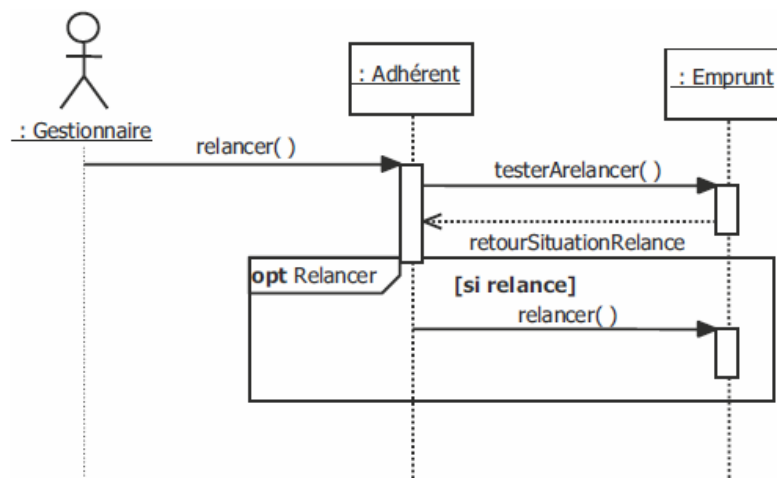 : Gestionnaire
: Adhérent
: Emprunt
relancer( )
testerArelancer( )
retourSituationRelance
opt Relancer
[si relance]
relancer( )